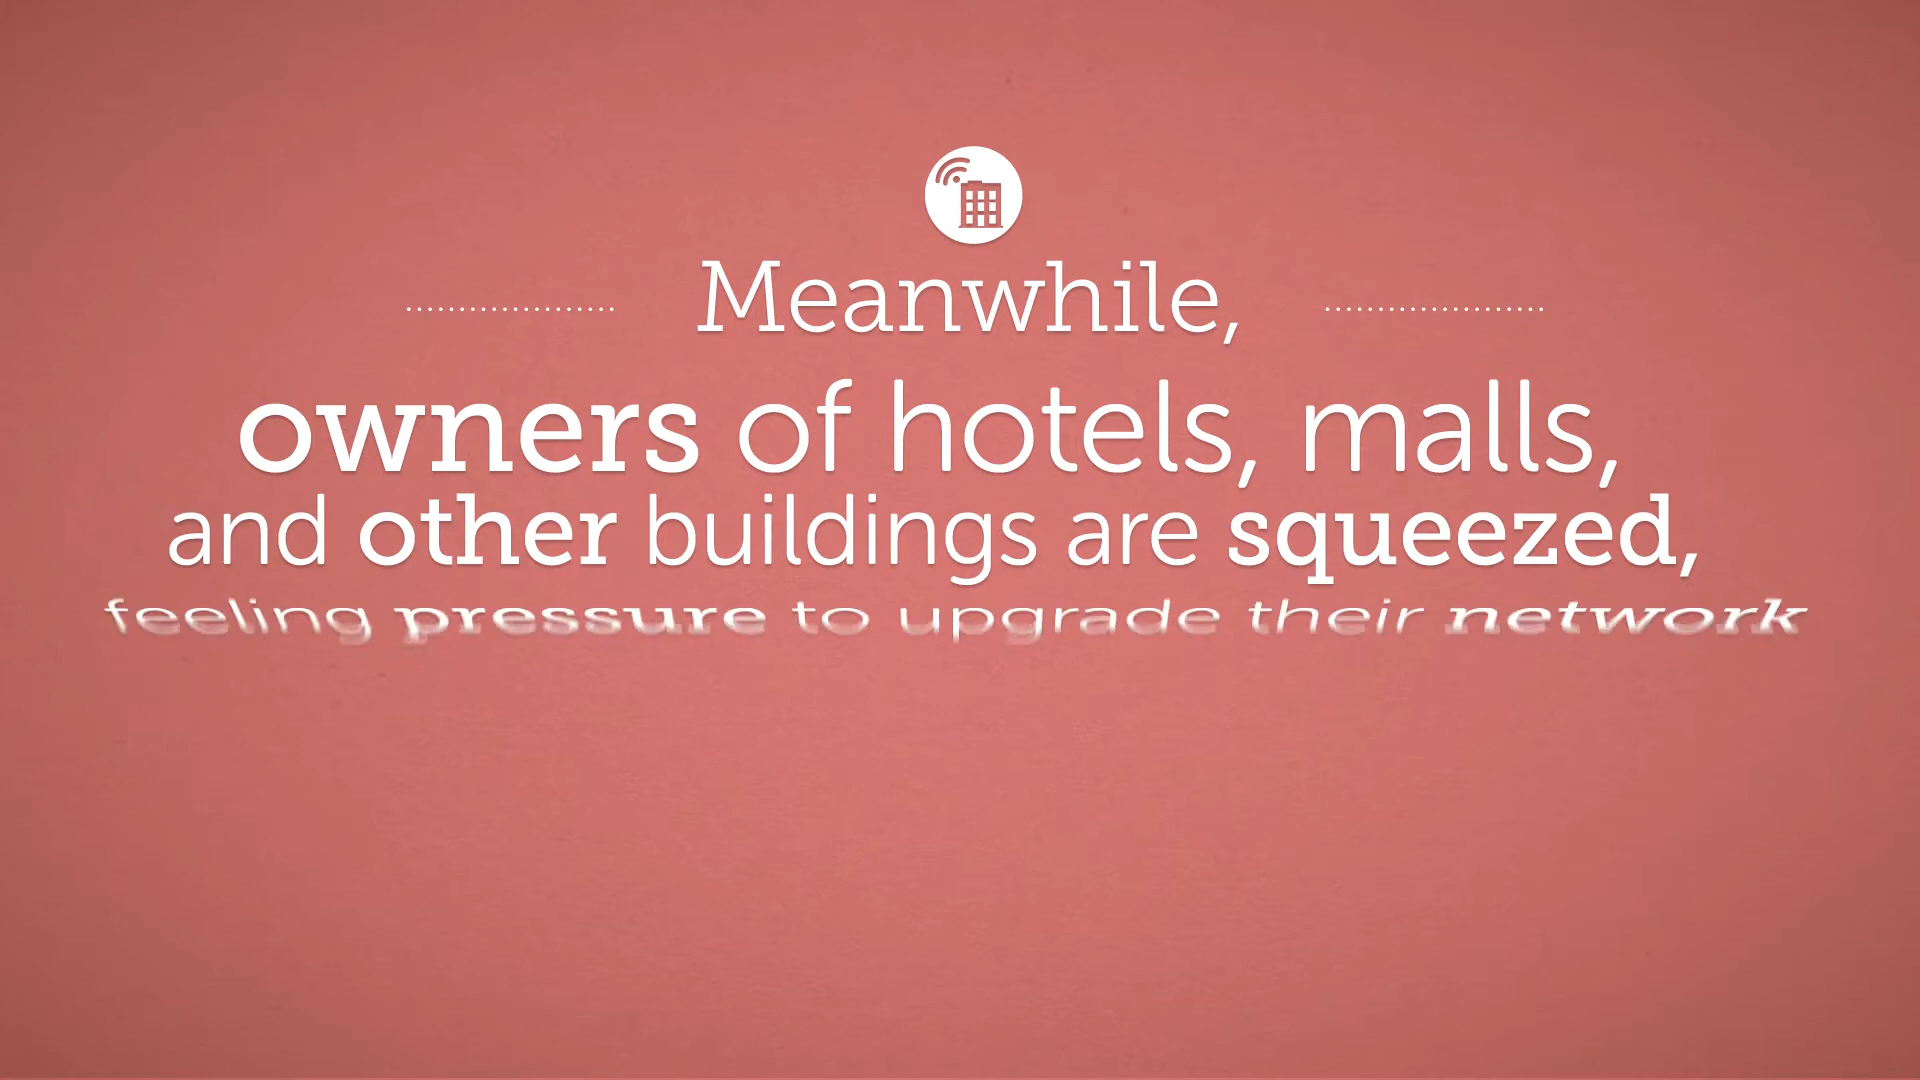 Meanwhile,
owners of hotels, malls,
and other buildings are squeezed,
feeling pressure to upgrade their network